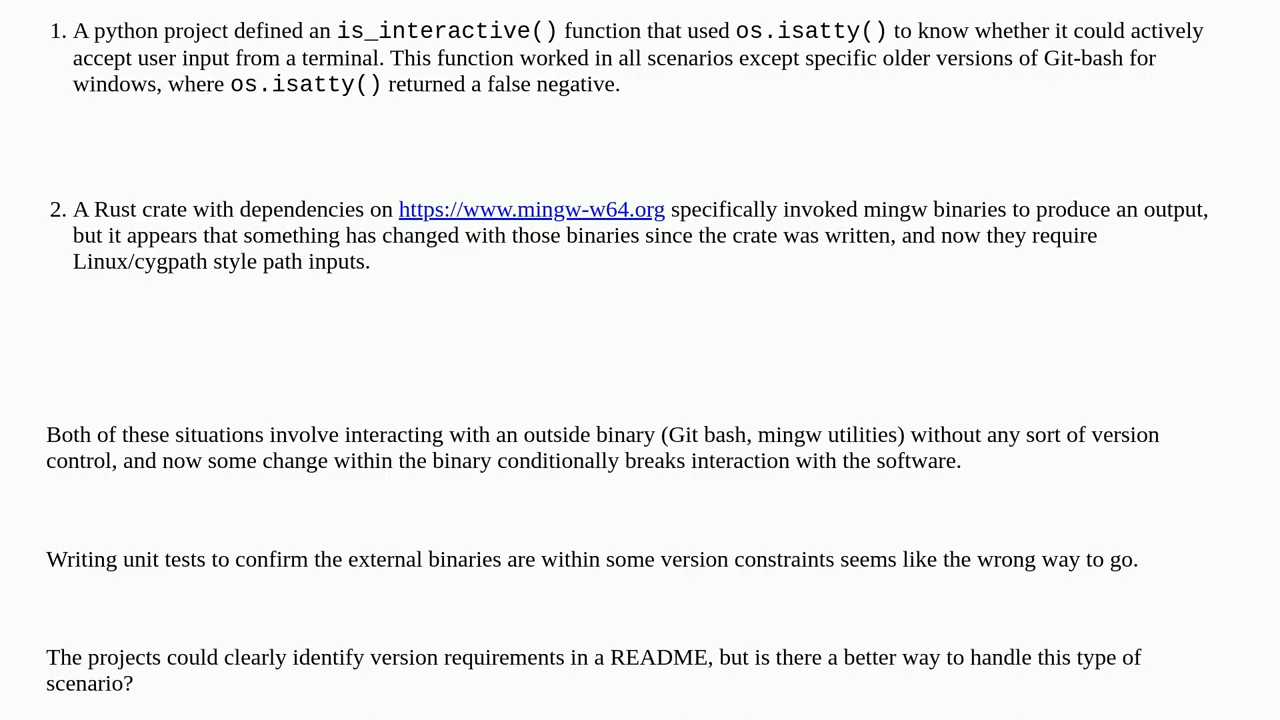 1. A python project defined an is_interactive() function that used os.isatty() to know whether it could actively
accept user input from a terminal. This function worked in all scenarios except specific older versions of Git-bash for
windows, where os.isatty() returned a false negative.
2. A Rust crate with dependencies on https://www.mingw-w64.org specifically invoked mingw binaries to produce an output,
but it appears that something has changed with those binaries since the crate was written, and now they require
Linux/cygpath style path inputs.
Both of these situations involve interacting with an outside binary (Git bash, mingw utilities) without any sort of version
control, and now some change within the binary conditionally breaks interaction with the software.
Writing unit tests to confirm the external binaries are within some version constraints seems like the wrong way to go.
The projects could clearly identify version requirements in a README, but is there a better way to handle this type of
scenario?